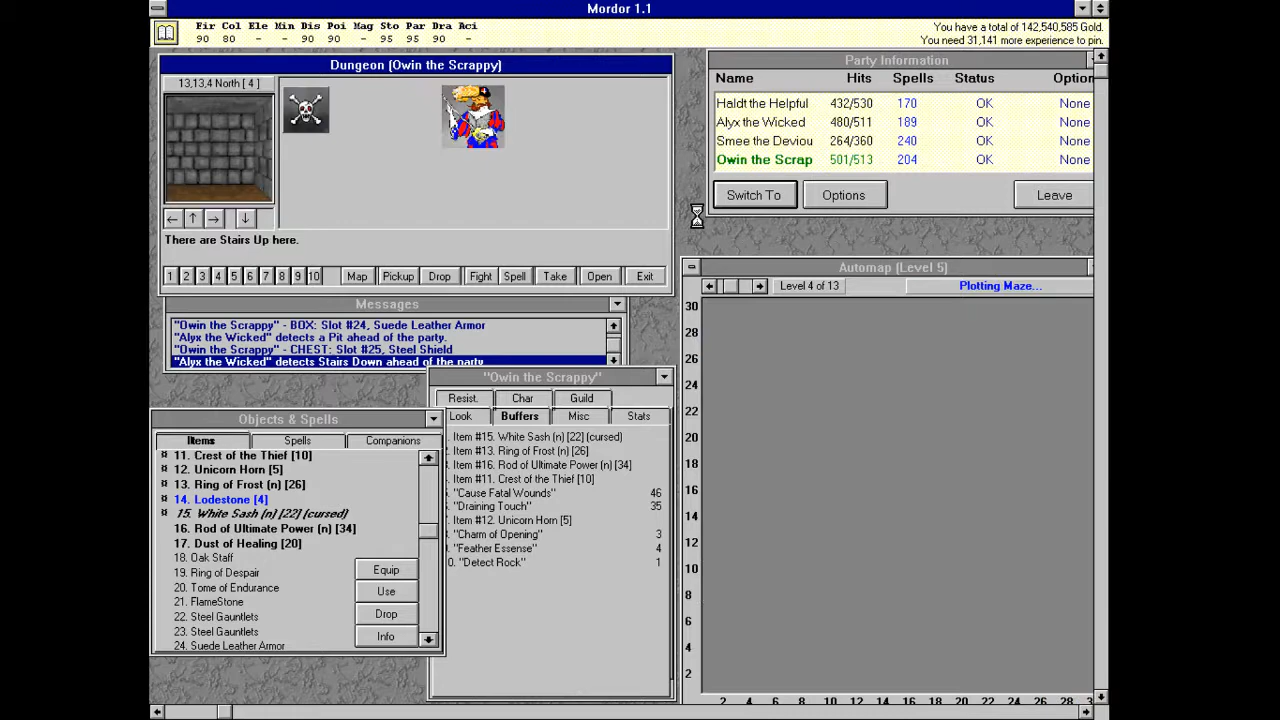 Mordor 1.1
Fir Col Ele Min Dis Poi Mag Sto Par Dra Aci
90 80 - - 90 90 - 95 95 90 -
You have a total of 142,540,585 Gold.
You need 31,141 more experience to pin.
Dungeon (Owin the Scrappy)
13,13,4 North [ 4 ]
There are Stairs Up here.
1 2 3 4 5 6 7 8 9 10 Map Pickup Drop Fight Spell Take Open Exit
Party Information
Name Hits Spells Status Option
Haldt the Helpful 432/530 170 OK None
Alyx the Wicked 480/511 189 OK None
Smee the Deviou 264/360 240 OK None
Owin the Scrap 501/513 204 OK None
Switch To Options Leave
Messages
"Owin the Scrappy" - BOX: Slot #24, Suede Leather Armor
"Alyx the Wicked" detects a Pit ahead of the party.
"Owin the Scrappy" - CHEST: Slot #25, Steel Shield
"Alyx the Wicked" detects Stairs Down ahead of the party
Objects & Spells
Items Spells Companions
11. Crest of the Thief [10]
12. Unicorn Horn [5]
13. Ring of Frost (n) [26]
14. Lodestone [4]
15. White Sash (n) [22] (cursed)
16. Rod of Ultimate Power (n) [34]
17. Dust of Healing [20]
18. Oak Staff
19. Ring of Despair
20. Tome of Endurance
21. FlameStone
22. Steel Gauntlets
23. Steel Gauntlets
24. Suede Leather Armor
Equip
Use
Drop
Info
"Owin the Scrappy"
Resist. Char Guild
Look Buffers Misc Stats
. Item #15. White Sash (n) [22] (cursed)
. Item #13. Ring of Frost (n) [26]
. Item #16. Rod of Ultimate Power (n) [34]
. Item #11. Crest of the Thief [10]
. "Cause Fatal Wounds" 46
. "Draining Touch" 35
. Item #12. Unicorn Horn [5]
. "Charm of Opening" 3
. "Feather Essense" 4
0. "Detect Rock" 1
Automap (Level 5)
Level 4 of 13 Plotting Maze...
30
28
26
24
22
20
18
16
14
12
10
8
6
4
2
2 4 6 8 10 12 14 16 18 20 22 24 26 28 3